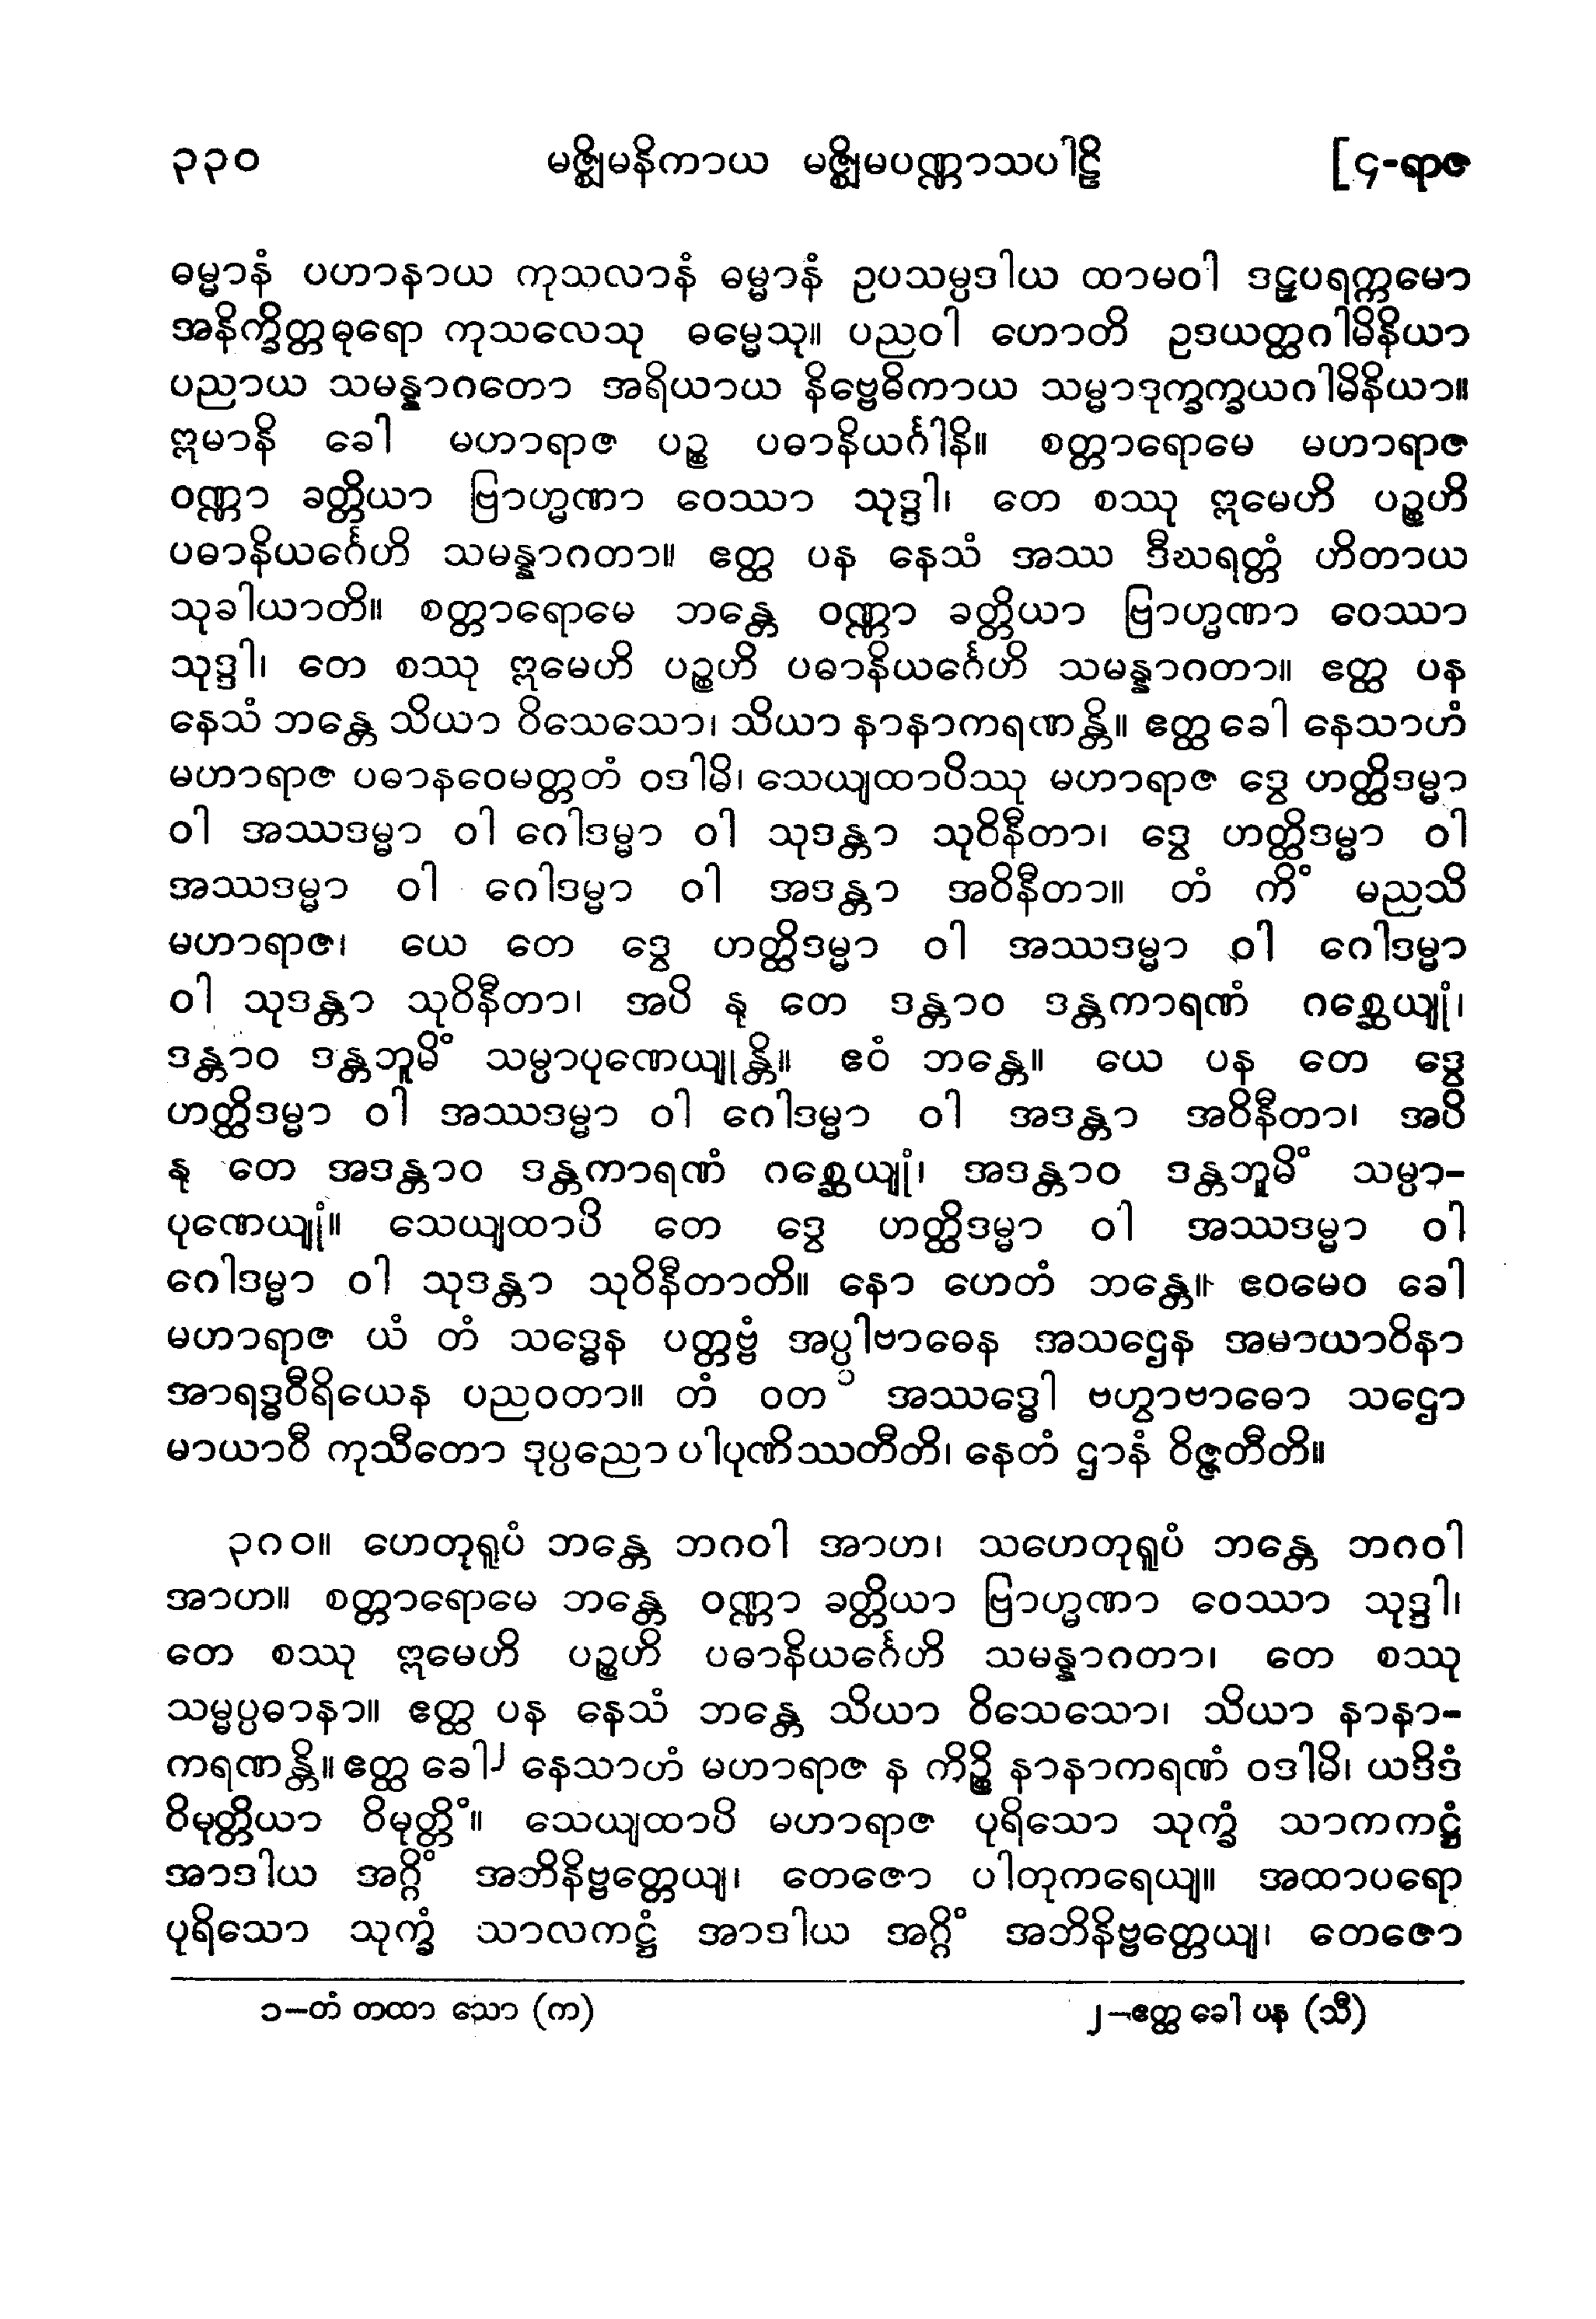 ၃၃၀ မဇ္ဈိမနိကာယ မဇ္ဈိမပဏ္ဏာသပါဠိ [၄-ရာဇ
ဓမ္မာနံ ပဟာနာယ ကုသလာနံ ဓမ္မာနံ ဥပသမ္ပဒါယ ထာမဝါ ဒဠှပရက္ကမော
အနိက္ခိတ္တဓုရော ကုသလေသု ဓမ္မေသု။ ပညဝါ ဟောတိ ဥဒယတ္ထဂါမိနိယာ
ပညာယ သမန္နာဂတော အရိယာယ နိဗ္ဗေဓိကာယ သမ္မာဒုက္ခက္ခယဂါမိနိယာ။
ဣမာနိ ခေါ မဟာရာဇ ပဉ္စ ပဓာနိယင်္ဂါနိ။ စတ္တာရောမေ မဟာရာဇ
ဝဏ္ဏာ ခတ္တိယာ ဗြာဟ္မဏာ ဝေဿာ သုဒ္ဒါ၊ တေ စဿု ဣမေဟိ ပဉ္စဟိ
ပဓာနိယင်္ဂေဟိ သမန္နာဂတာ။ ဧတ္ထ ပန နေသံ အဿ ဒီဃရတ္တံ ဟိတာယ
သုခါယာတိ။ စတ္တာရောမေ ဘန္တေ ဝဏ္ဏာ ခတ္တိယာ ဗြာဟ္မဏာ ဝေဿာ
သုဒ္ဒါ၊ တေ စဿု ဣမေဟိ ပဉ္စဟိ ပဓာနိယင်္ဂေဟိ သမန္နာဂတာ။ ဧတ္ထ ပန
နေသံ ဘန္တေ သိယာ ဝိသေသော၊ သိယာ နာနာကရဏန္တိ။ ဧတ္ထ ခေါ နေသာဟံ
မဟာရာဇ ပဓာနဝေမတ္တတံ ဝဒါမိ၊ သေယျထာပိဿု မဟာရာဇ ဒွေ ဟတ္ထိဒမ္မာ
ဝါ အဿဒမ္မာ ဝါ ဂေါဒမ္မာ ဝါ သုဒန္တာ သုဝိနီတာ၊ ဒွေ ဟတ္ထိဒမ္မာ ဝါ
အဿဒမ္မာ ဝါ ဂေါဒမ္မာ ဝါ အဒန္တာ အဝိနီတာ။ တံ ကိံ မညသိ
မဟာရာဇ၊ ယေ တေ ဒွေ ဟတ္ထိဒမ္မာ ဝါ အဿဒမ္မာ ဝါ ဂေါဒမ္မာ
ဝါ သုဒန္တာ သုဝိနီတာ၊ အပိ နု တေ ဒန္တာဝ ဒန္တကာရဏံ ဂစ္ဆေယျုံ၊
ဒန္တာဝ ဒန္တဘူမိံ သမ္ပာပုဏေယျုန္တိ။ ဧဝံ ဘန္တေ။ ယေ ပန တေ ဒွေ
ဟတ္ထိဒမ္မာ ဝါ အဿဒမ္မာ ဝါ ဂေါဒမ္မာ ဝါ အဒန္တာ အဝိနီတာ၊ အပိ
နု တေ အဒန္တာဝ ဒန္တကာရဏံ ဂစ္ဆေယျုံ၊ အဒန္တာဝ ဒန္တဘူမိံ သမ္ပာ-
ပုဏေယျုံ။ သေယျထာပိ တေ ဒွေ ဟတ္ထိဒမ္မာ ဝါ အဿဒမ္မာ ဝါ
ဂေါဒမ္မာ ဝါ သုဒန္တာ သုဝိနီတာတိ။ နော ဟေတံ ဘန္တေ။ ဧဝမေဝ ခေါ
မဟာရာဇ ယံ တံ သဒ္ဓေန ပတ္တဗ္ဗံ အပ္ပါဗာဓေန အသဌေန အမာယာဝိနာ
အာရဒ္ဓဝီရိယေန ပညဝတာ။ တံ ဝတ ၁ အဿဒ္ဓေါ ဗဟွာဗာဓော သဌော
မာယာဝီ ကုသီတော ဒုပ္ပညော ပါပုဏိဿတီတိ၊ နေတံ ဌာနံ ဝိဇ္ဇတီတိ။
၃၈၀။ ဟေတုရူပံ ဘန္တေ ဘဂဝါ အာဟ၊ သဟေတုရူပံ ဘန္တေ ဘဂဝါ
အာဟ။ စတ္တာရောမေ ဘန္တေ ဝဏ္ဏာ ခတ္တိယာ ဗြာဟ္မဏာ ဝေဿာ သုဒ္ဒါ၊
တေ စဿု ဣမေဟိ ပဉ္စဟိ ပဓာနိယင်္ဂေဟိ သမန္နာဂတာ၊ တေ စဿု
သမ္မပ္ပဓာနာ။ ဧတ္ထ ပန နေသံ ဘန္တေ သိယာ ဝိသေသော၊ သိယာ နာနာ-
ကရဏန္တိ။ ဧတ္ထ ခေါ၂ နေသာဟံ မဟာရာဇ န ကိဉ္စိ နာနာကရဏံ ဝဒါမိ၊ ယဒိဒံ
ဝိမုတ္တိယာ ဝိမုတ္တိံ။ သေယျထာပိ မဟာရာဇ ပုရိသော သုက္ခံ သာကကဋ္ဌံ
အာဒါယ အဂ္ဂိံ အဘိနိဗ္ဗတ္တေယျ၊ တေဇော ပါတုကရေယျ။ အထာပရော
ပုရိသော သုက္ခံ သာလကဋ္ဌံ အာဒါယ အဂ္ဂိံ အဘိနိဗ္ဗတ္တေယျ၊ တေဇော
၁-တံ တထာ သော (က) ၂-ဧတ္ထ ခေါ ပန (သီ)